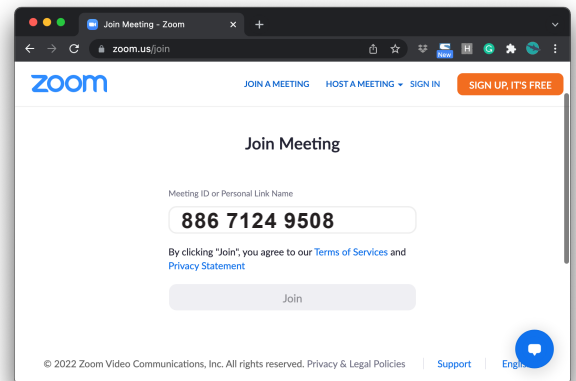 Join Meeting - Zoom
zoom.us/join
New
H
G
zoom
JOIN A MEETING HOST A MEETING SIGN IN SIGN UP, IT'S FREE
Join Meeting
Meeting ID or Personal Link Name
886 7124 9508
By clicking "Join", you agree to our Terms of Services and
Privacy Statement
Join
© 2022 Zoom Video Communications, Inc. All rights reserved. Privacy & Legal Policies Support